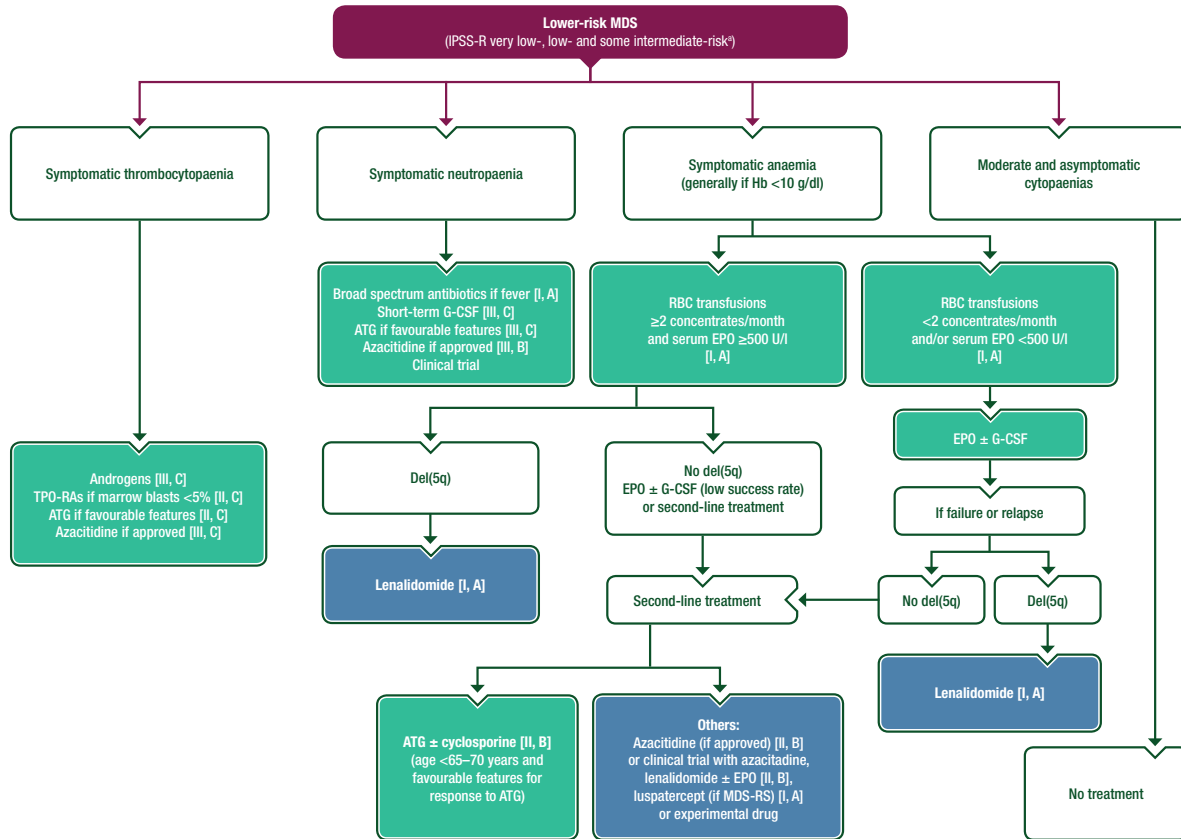 Lower-risk MDS
(IPSS-R very low-, low- and some intermediate-riskª)
Symptomatic thrombocytopaenia
Symptomatic neutropaenia
Symptomatic anaemia
(generally if Hb <10 g/dl)
Moderate and asymptomatic
cytopaenias
Broad spectrum antibiotics if fever [I, A]
Short-term G-CSF [III, C]
ATG if favourable features [III, C]
Azacitidine if approved [III, B]
Clinical trial
RBC transfusions
≥2 concentrates/month
and serum EPO ≥500 U/l
[I, A]
RBC transfusions
<2 concentrates/month
and/or serum EPO <500 U/l
[I, A]
Androgens [III, C]
TPO-RAs if marrow blasts <5% [II, C]
ATG if favourable features [II, C]
Azacitidine if approved [III, C]
Del(5q)
No del(5q)
EPO ± G-CSF (low success rate)
or second-line treatment
EPO ± G-CSF
If failure or relapse
Lenalidomide [I, A]
Second-line treatment
No del(5q)
Del(5q)
Lenalidomide [I, A]
ATG ± cyclosporine [II, B]
(age <65–70 years and
favourable features for
response to ATG)
Others:
Azacitidine (if approved) [II, B]
or clinical trial with azacitadine,
lenalidomide ± EPO [II, B],
luspatercept (if MDS-RS) [I, A]
or experimental drug
No treatment